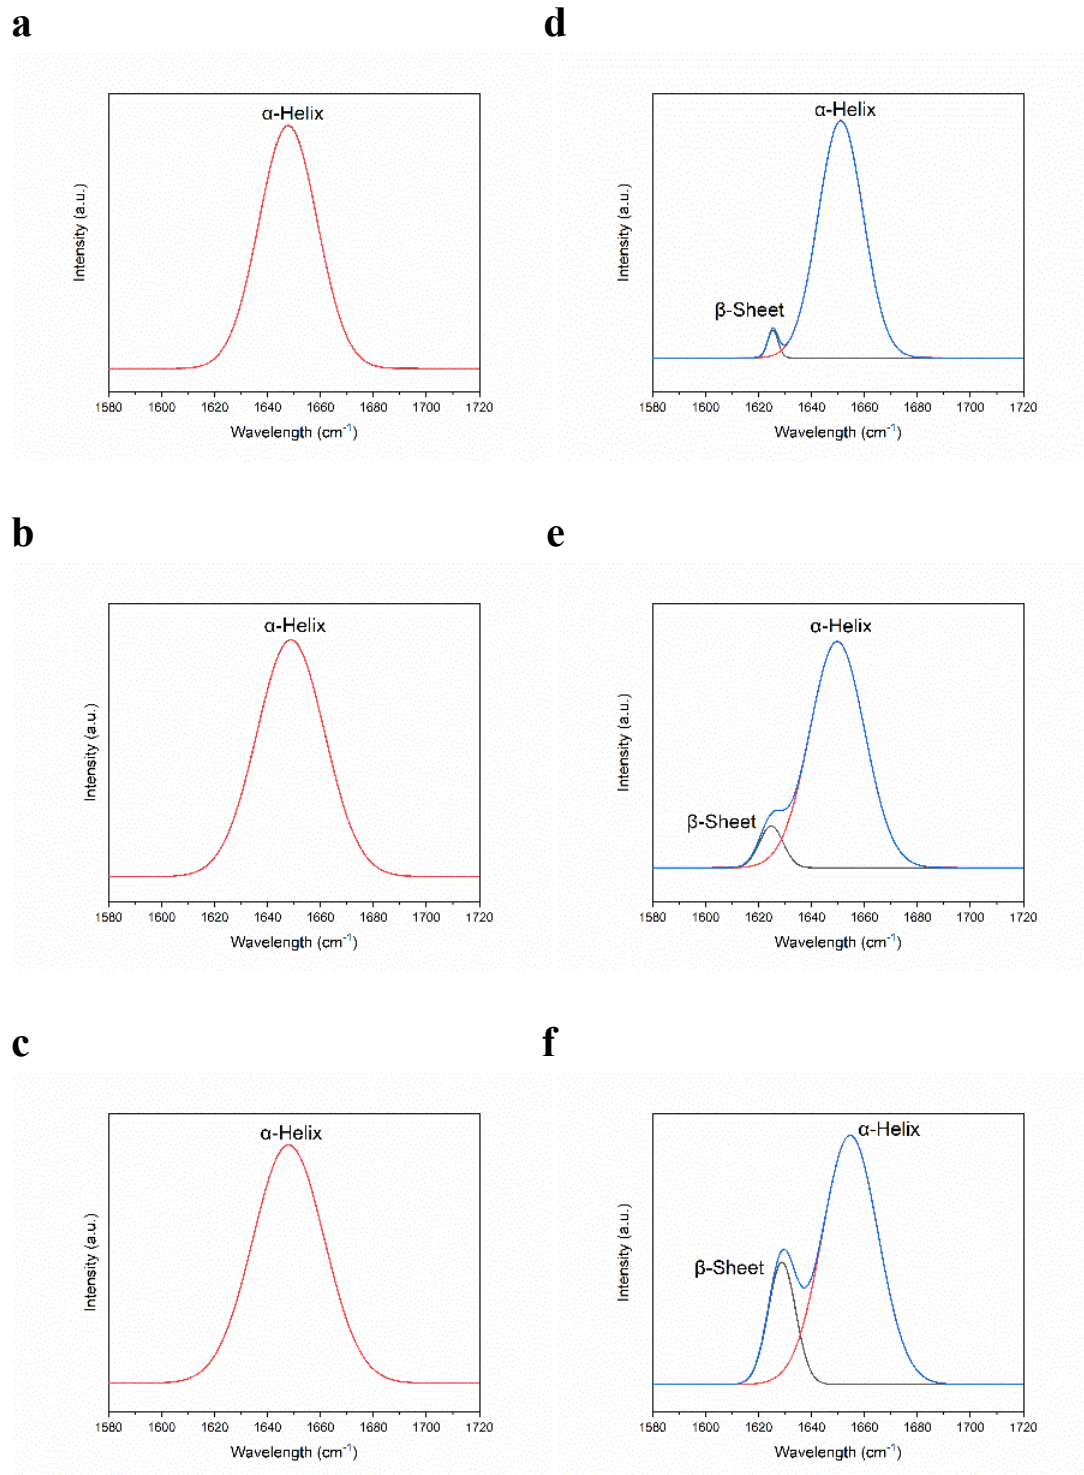 a
α-Helix
Intensity (a.u.)
1580 1600 1620 1640 1660 1680 1700 1720
Wavelength (cm⁻¹)
d
α-Helix
β-Sheet
Intensity (a.u.)
1580 1600 1620 1640 1660 1680 1700 1720
Wavelength (cm⁻¹)
b
α-Helix
Intensity (a.u.)
1580 1600 1620 1640 1660 1680 1700 1720
Wavelength (cm⁻¹)
e
α-Helix
β-Sheet
Intensity (a.u.)
1580 1600 1620 1640 1660 1680 1700 1720
Wavelength (cm⁻¹)
c
α-Helix
Intensity (a.u.)
1580 1600 1620 1640 1660 1680 1700 1720
Wavelength (cm⁻¹)
f
α-Helix
β-Sheet
Intensity (a.u.)
1580 1600 1620 1640 1660 1680 1700 1720
Wavelength (cm⁻¹)